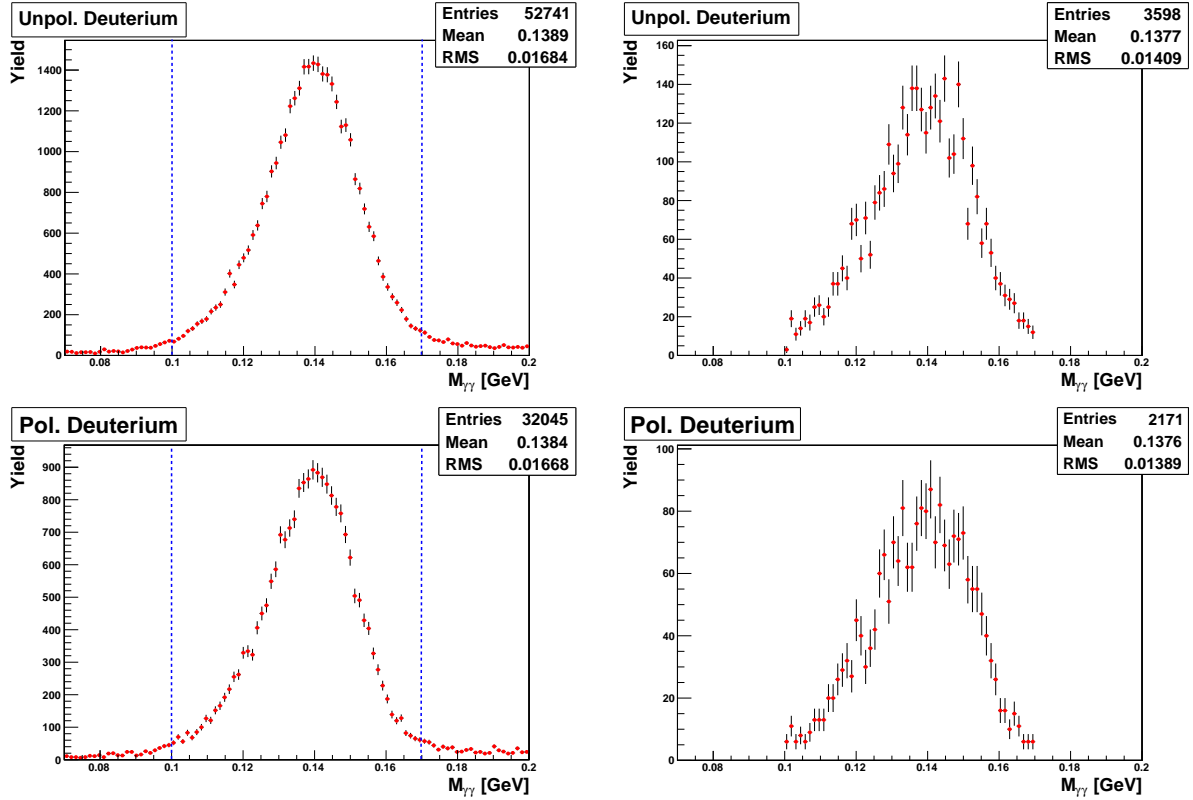 Unpol. Deuterium
Entries 52741
Mean 0.1389
RMS 0.01684
Yield
1400
1200
1000
800
600
400
200
0
0.08 0.1 0.12 0.14 0.16 0.18 0.2
Mγγ [GeV]
Unpol. Deuterium
Entries 3598
Mean 0.1377
RMS 0.01409
Yield
160
140
120
100
80
60
40
20
0
0.08 0.1 0.12 0.14 0.16 0.18 0.2
Mγγ [GeV]
Pol. Deuterium
Entries 32045
Mean 0.1384
RMS 0.01668
Yield
900
800
700
600
500
400
300
200
100
0
0.08 0.1 0.12 0.14 0.16 0.18 0.2
Mγγ [GeV]
Pol. Deuterium
Entries 2171
Mean 0.1376
RMS 0.01389
Yield
100
80
60
40
20
0
0.08 0.1 0.12 0.14 0.16 0.18 0.2
Mγγ [GeV]